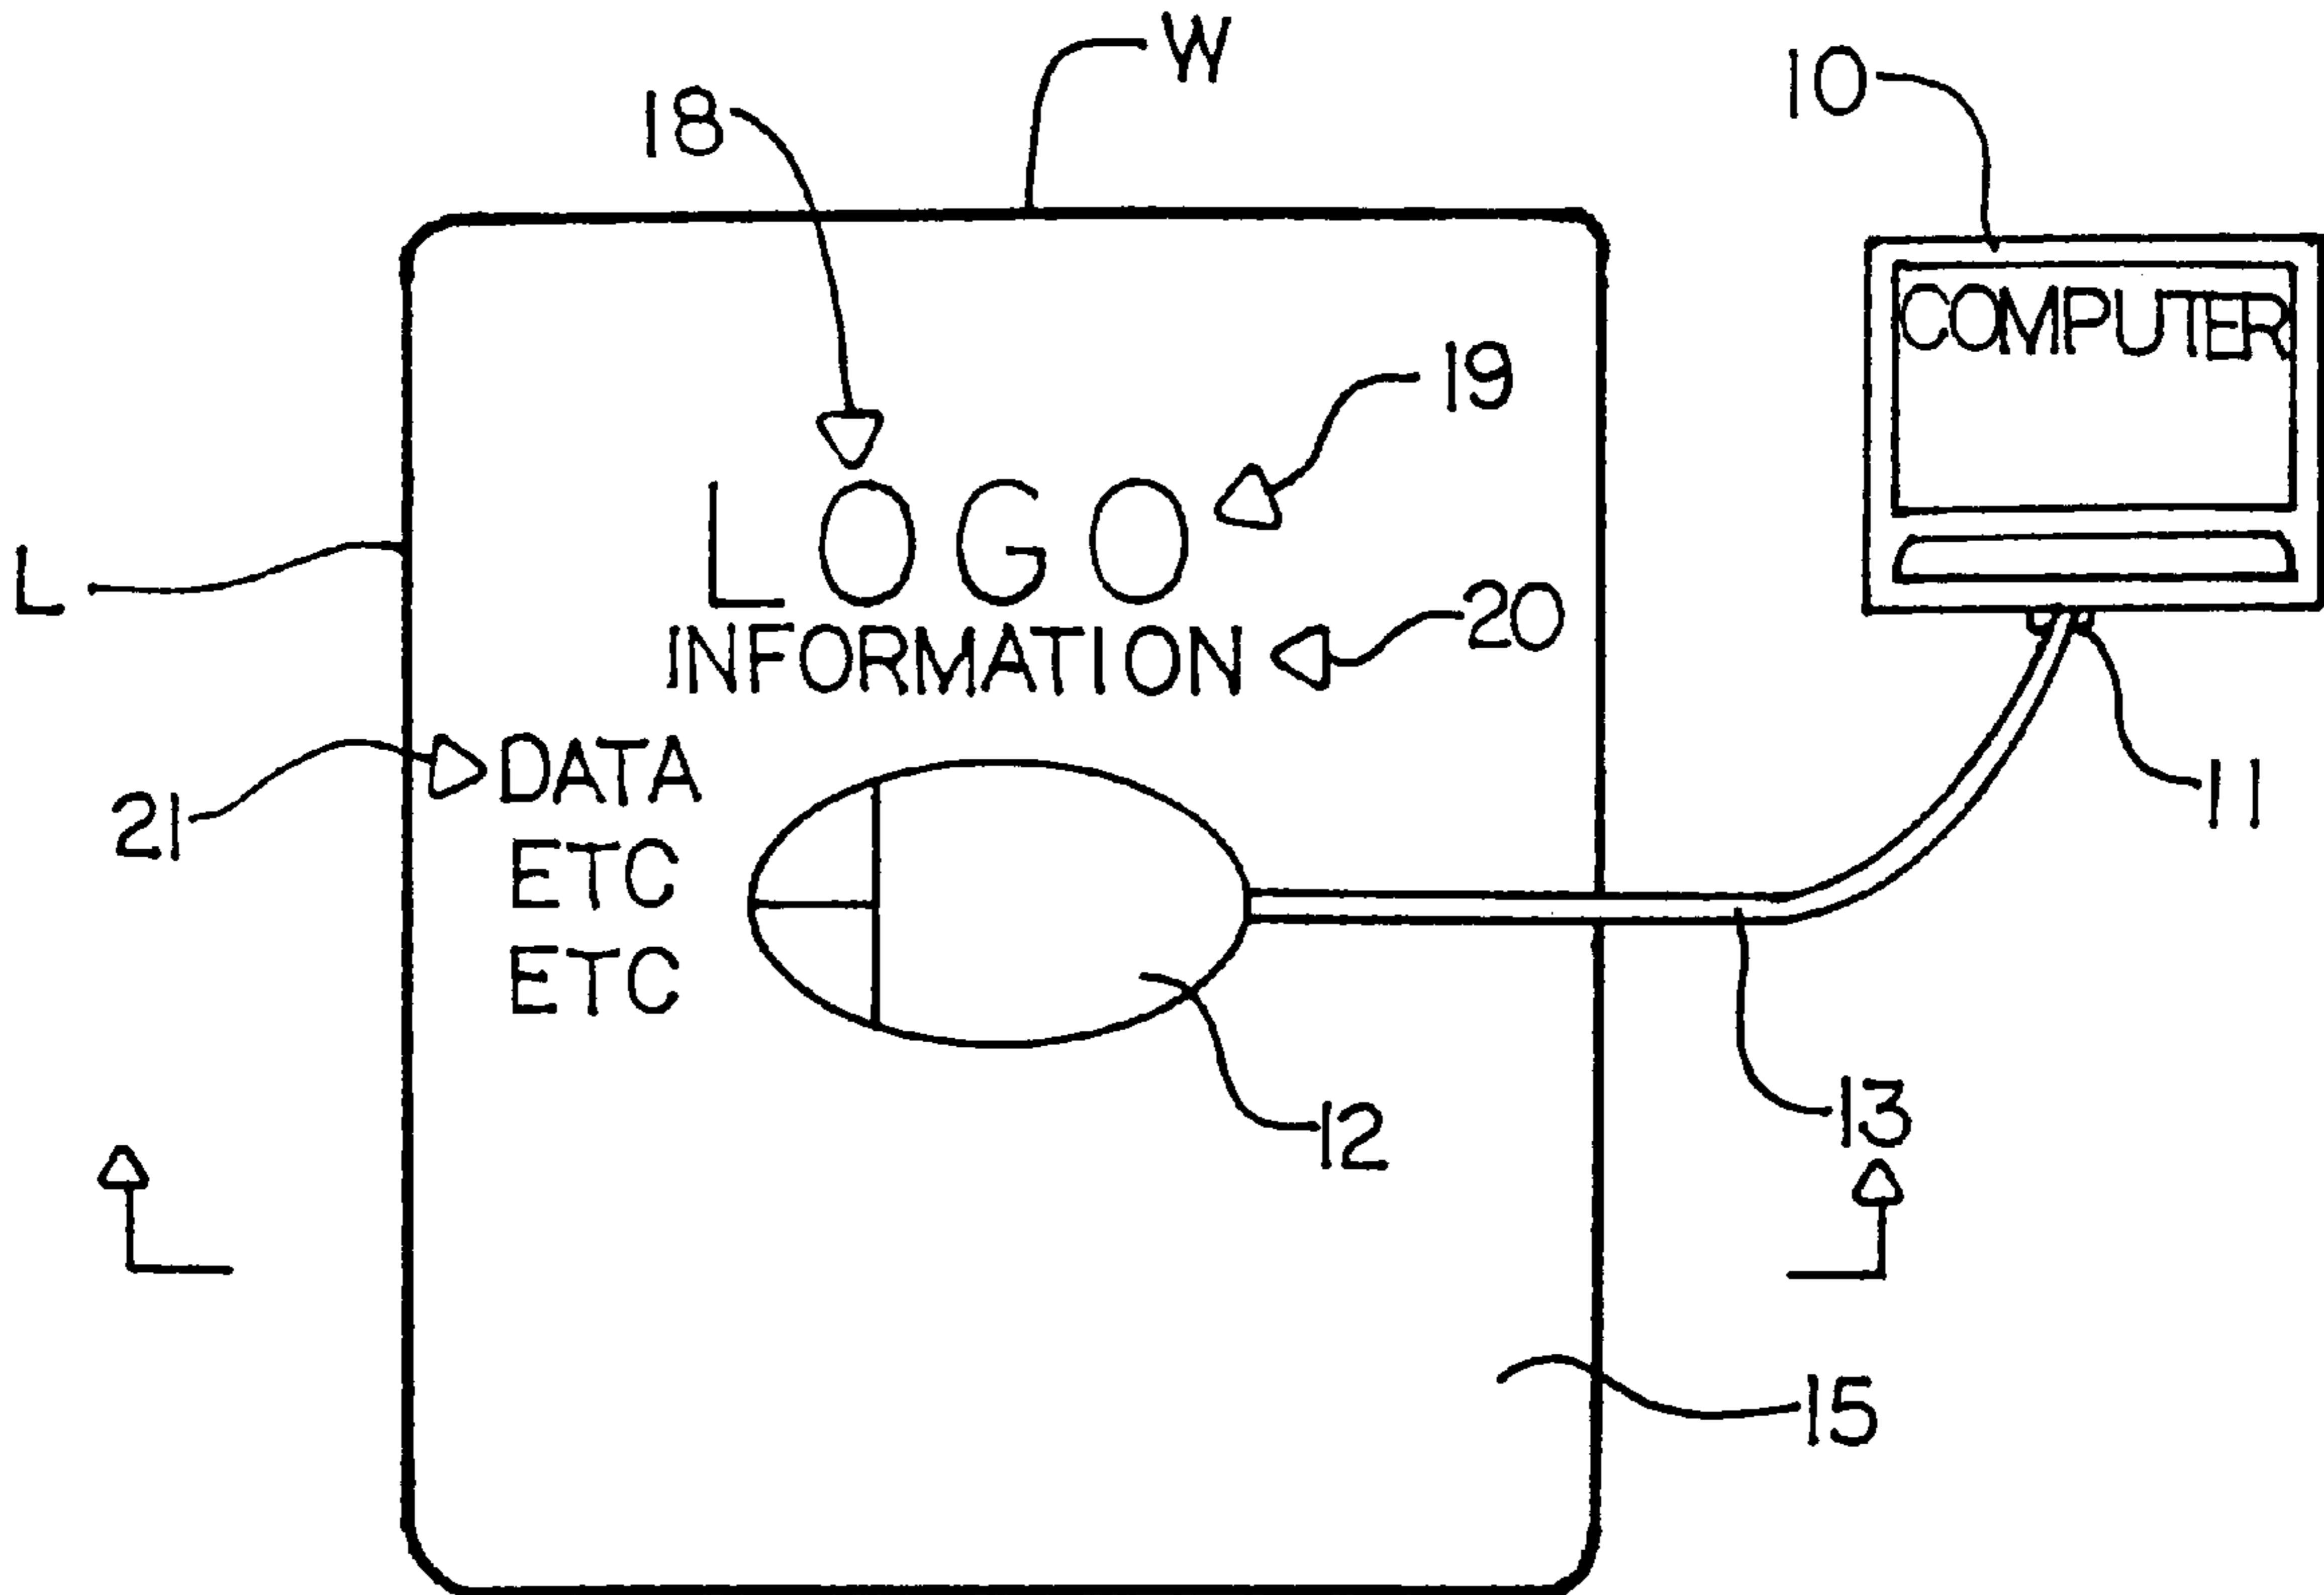 W
18
10
COMPUTER
19
L
LOGO
20
INFORMATION
21
DATA
11
ETC
ETC
12
13
15